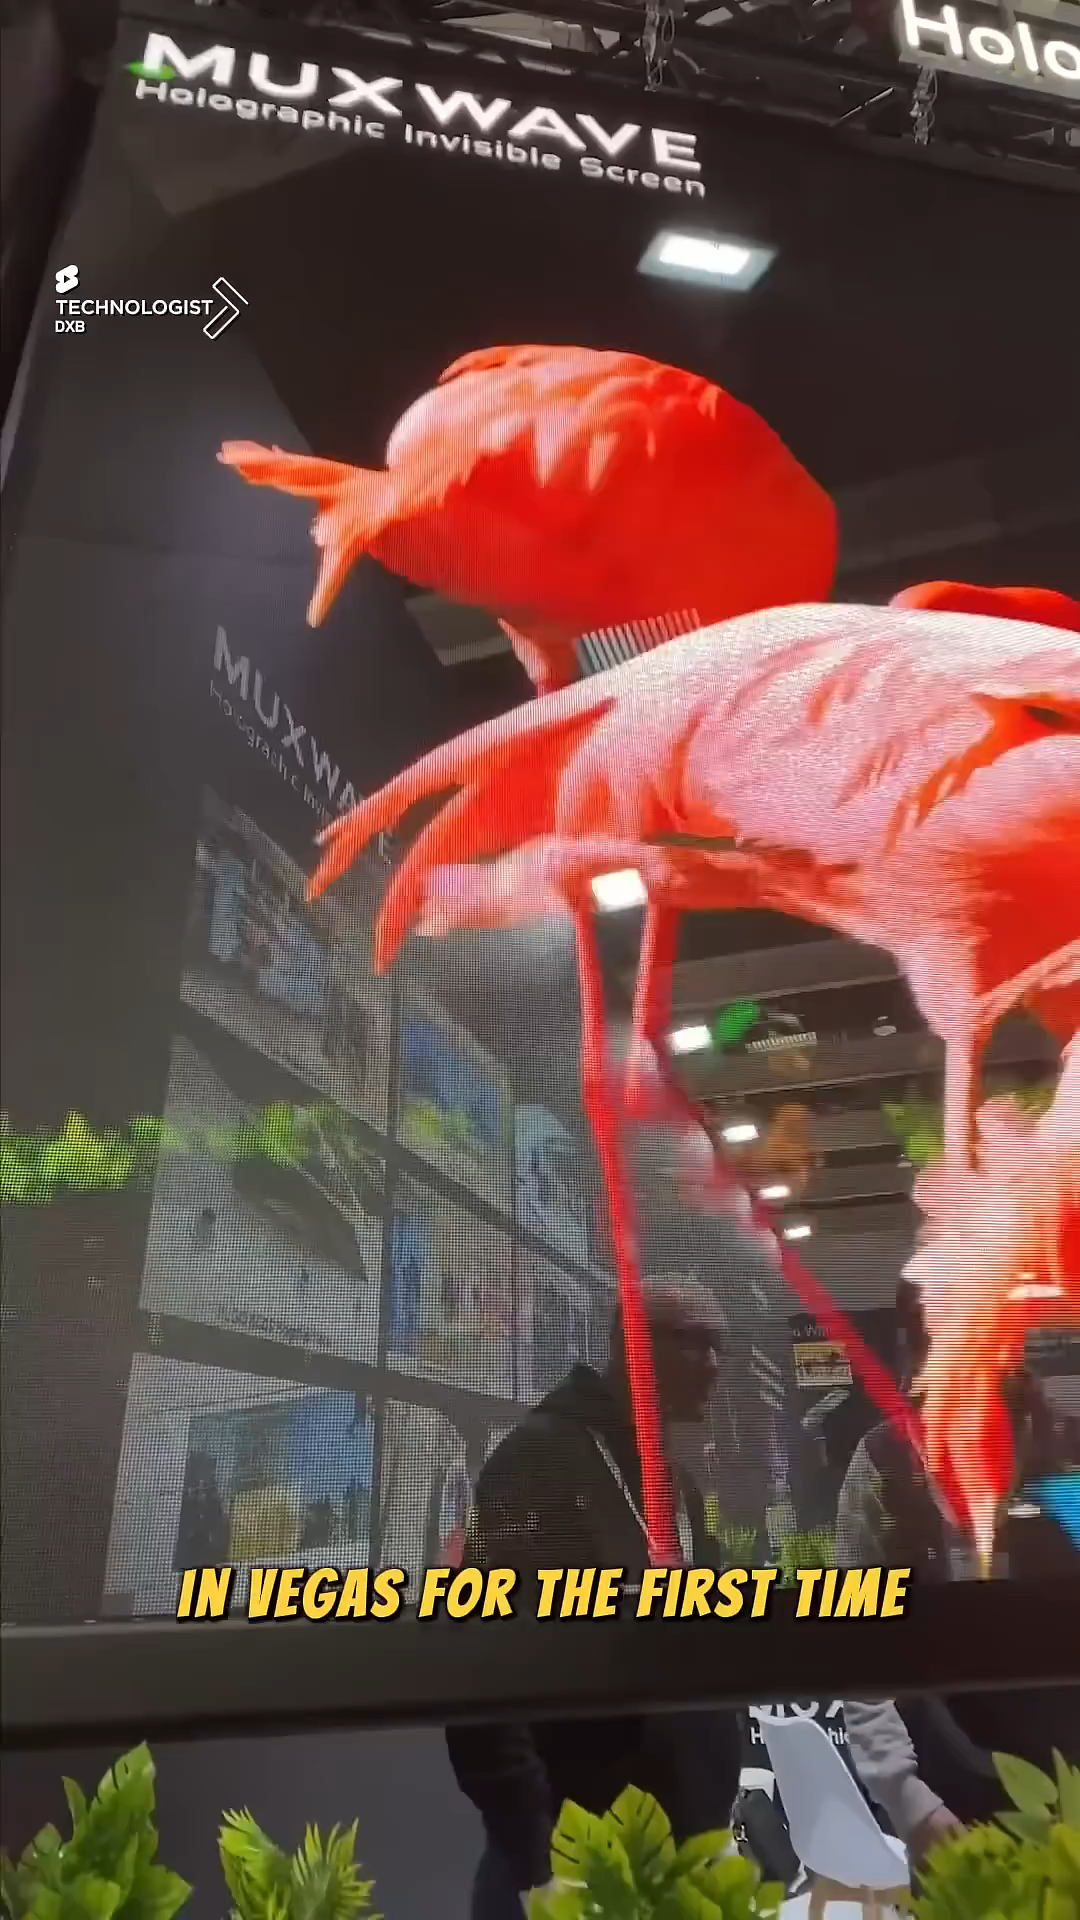 Holo
MUXWAVE
Holographic Invisible Screen
TECHNOLOGIST
DXB
MUXWA
IN VEGAS FOR THE FIRST TIME